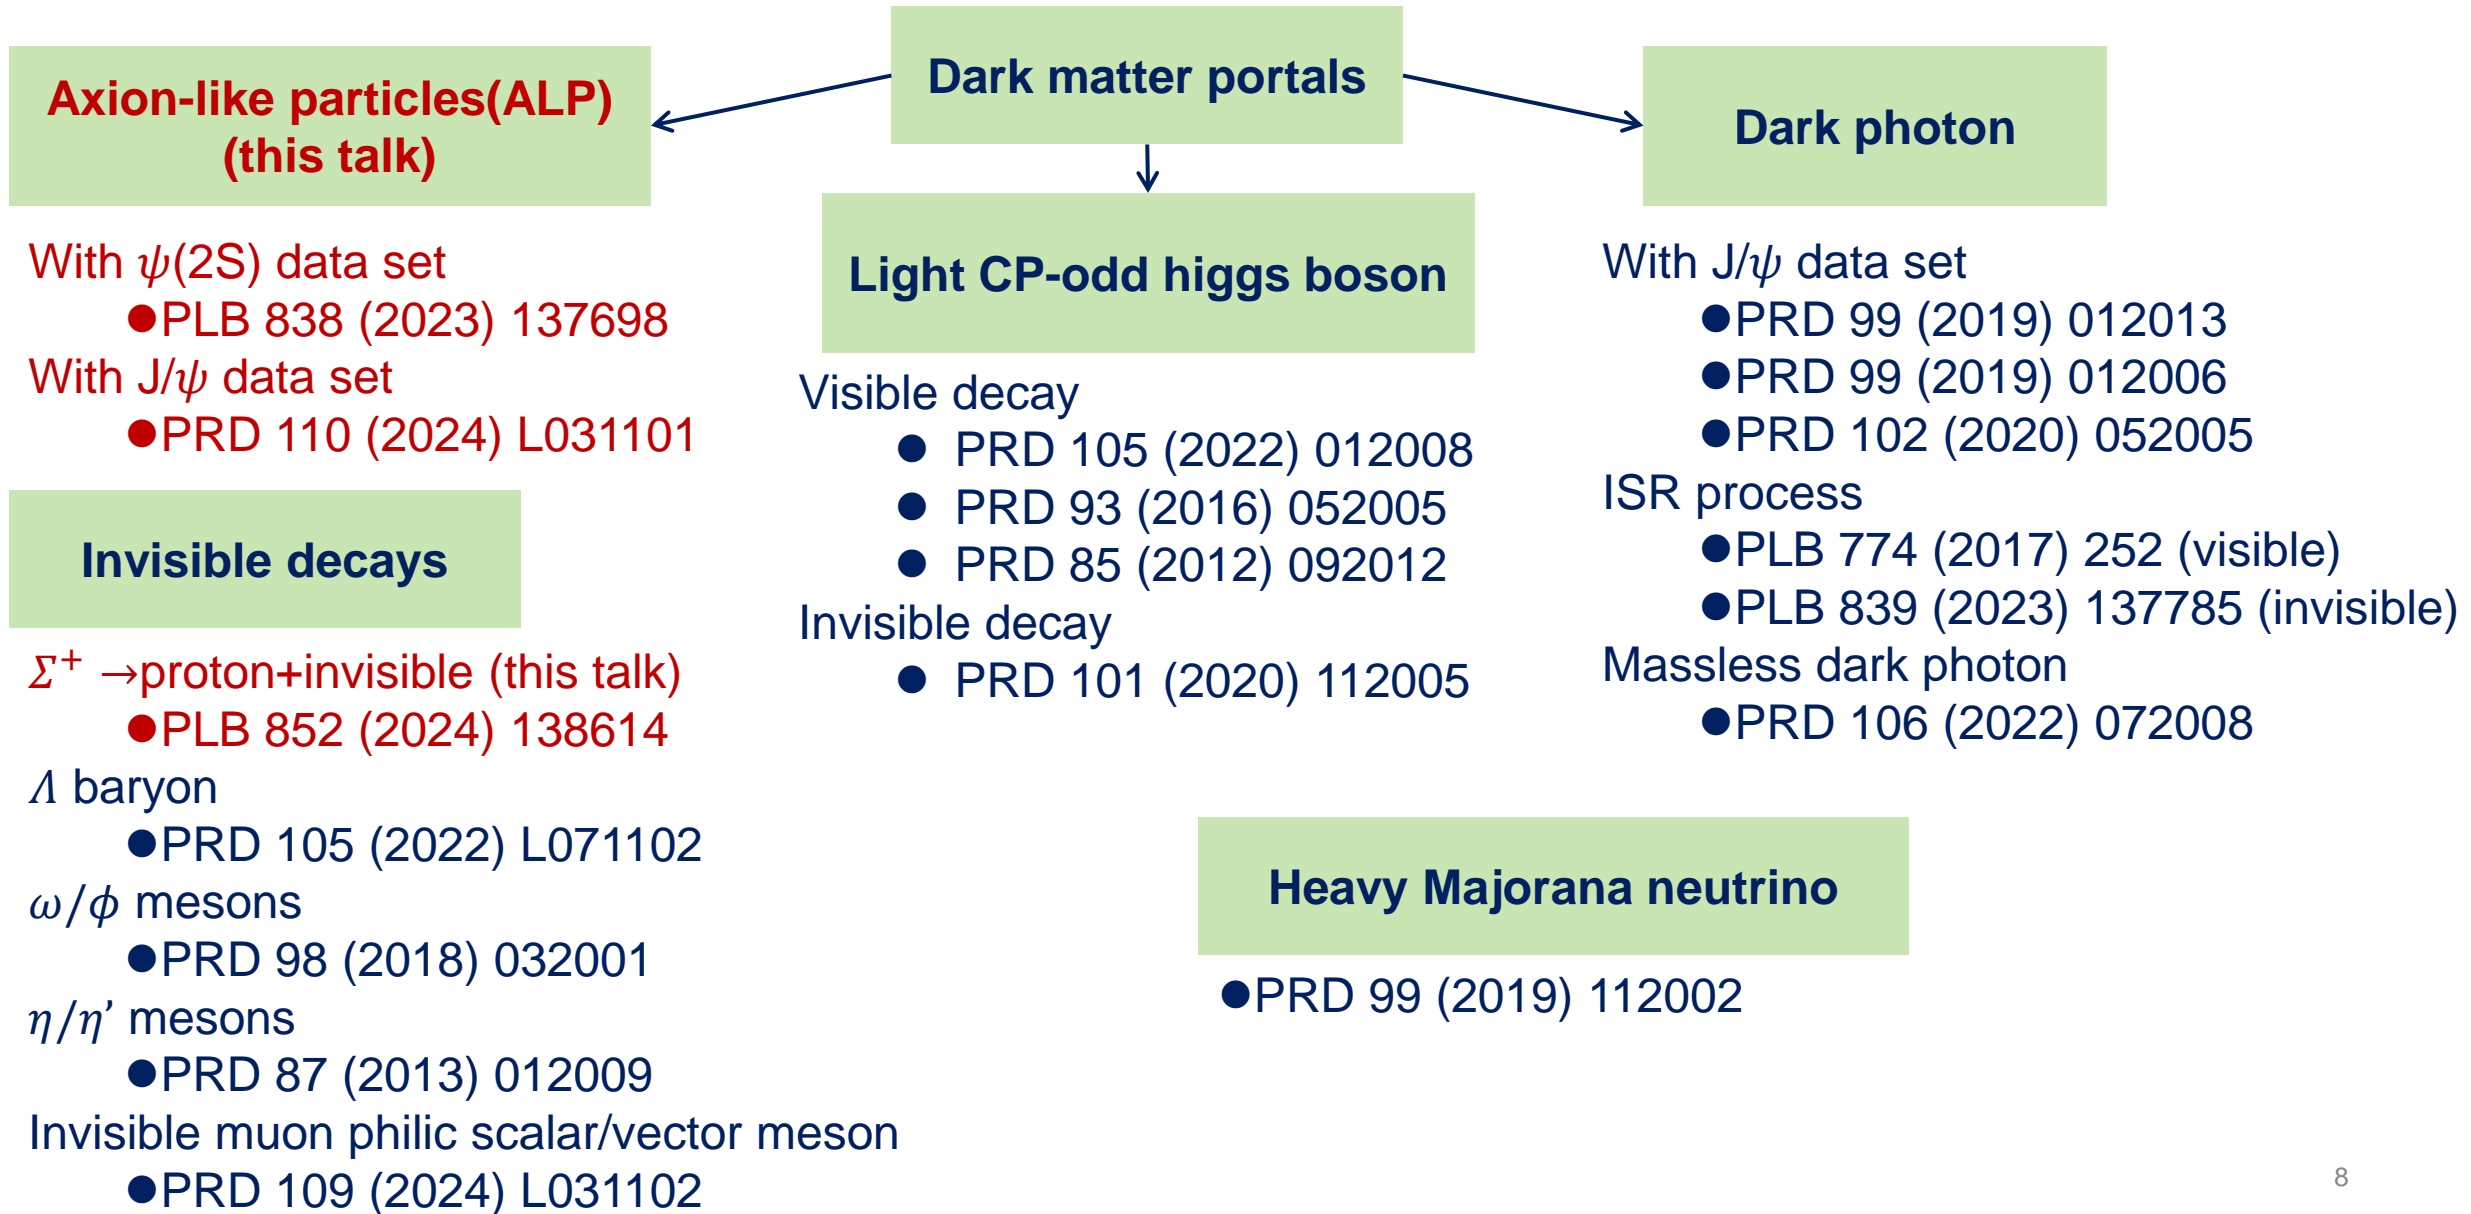 Dark matter portals
Axion-like particles(ALP)
(this talk)
With 𝜓(2S) data set
●PLB 838 (2023) 137698
With J/𝜓 data set
●PRD 110 (2024) L031101
Invisible decays
𝛴⁺ →proton+invisible (this talk)
●PLB 852 (2024) 138614
𝛬 baryon
●PRD 105 (2022) L071102
𝜔/𝜙 mesons
●PRD 98 (2018) 032001
𝜂/𝜂’ mesons
●PRD 87 (2013) 012009
Invisible muon philic scalar/vector meson
●PRD 109 (2024) L031102
Light CP-odd higgs boson
Visible decay
● PRD 105 (2022) 012008
● PRD 93 (2016) 052005
● PRD 85 (2012) 092012
Invisible decay
● PRD 101 (2020) 112005
Dark photon
With J/𝜓 data set
●PRD 99 (2019) 012013
●PRD 99 (2019) 012006
●PRD 102 (2020) 052005
ISR process
●PLB 774 (2017) 252 (visible)
●PLB 839 (2023) 137785 (invisible)
Massless dark photon
●PRD 106 (2022) 072008
Heavy Majorana neutrino
●PRD 99 (2019) 112002
8